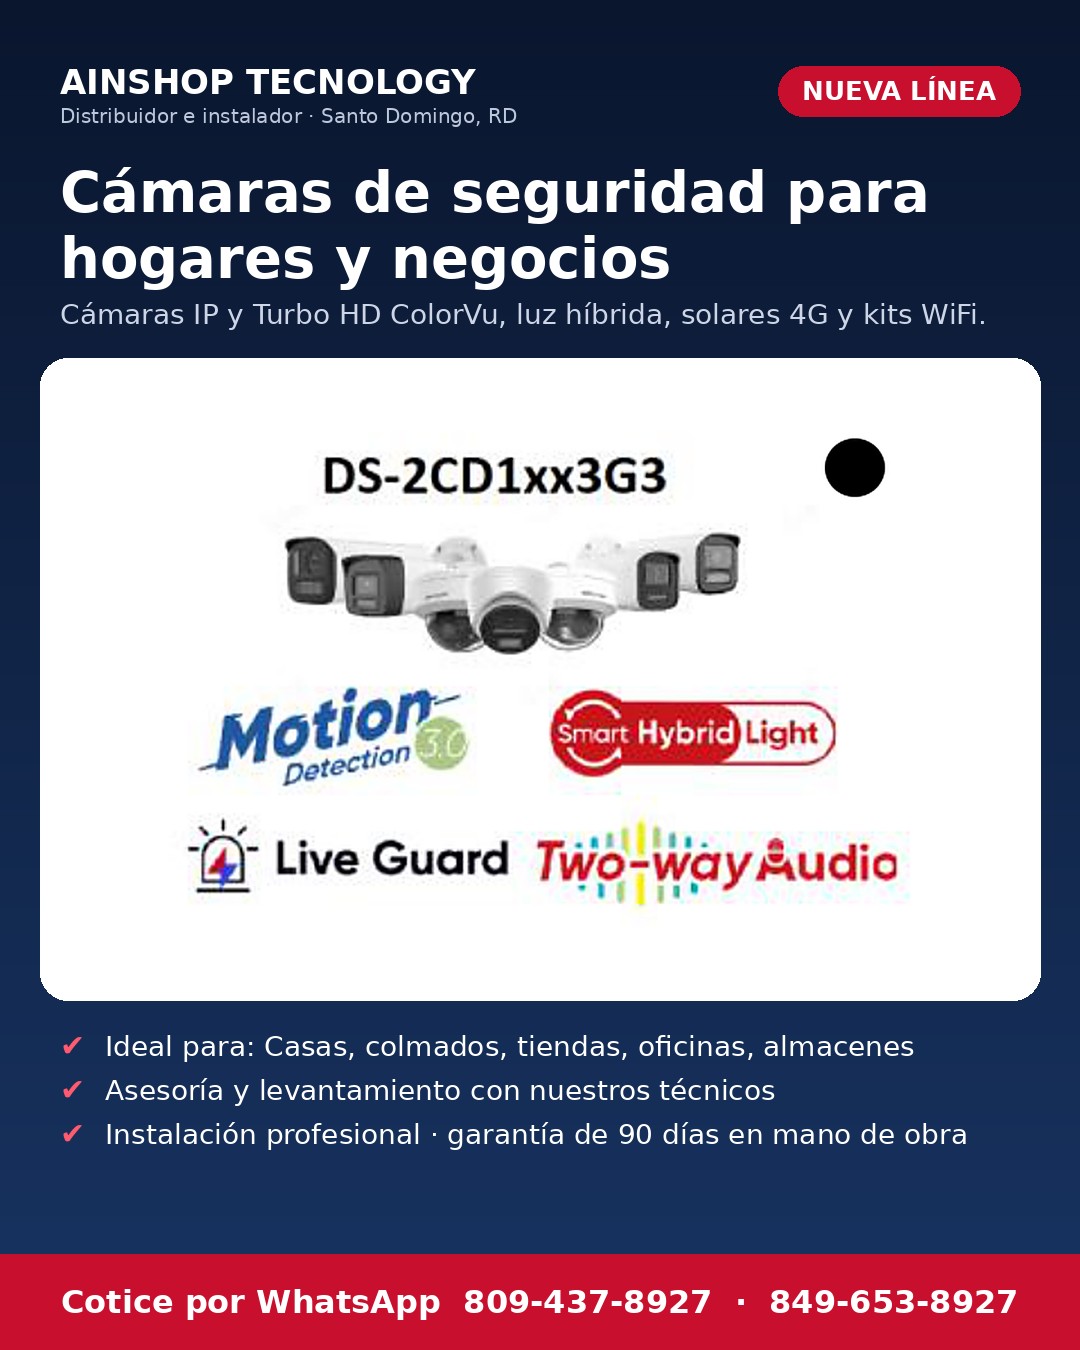 AINSHOP TECNOLOGY
NUEVA LÍNEA
Distribuidor e instalador · Santo Domingo, RD
Cámaras de seguridad para
hogares y negocios
Cámaras IP y Turbo HD ColorVu, luz híbrida, solares 4G y kits WiFi.
DS-2CD1xx3G3
Motion
Detection 3.0
Smart Hybrid Light
Live Guard
Two-way Audio
✔ Ideal para: Casas, colmados, tiendas, oficinas, almacenes
✔ Asesoría y levantamiento con nuestros técnicos
✔ Instalación profesional · garantía de 90 días en mano de obra
Cotice por WhatsApp 809-437-8927 · 849-653-8927